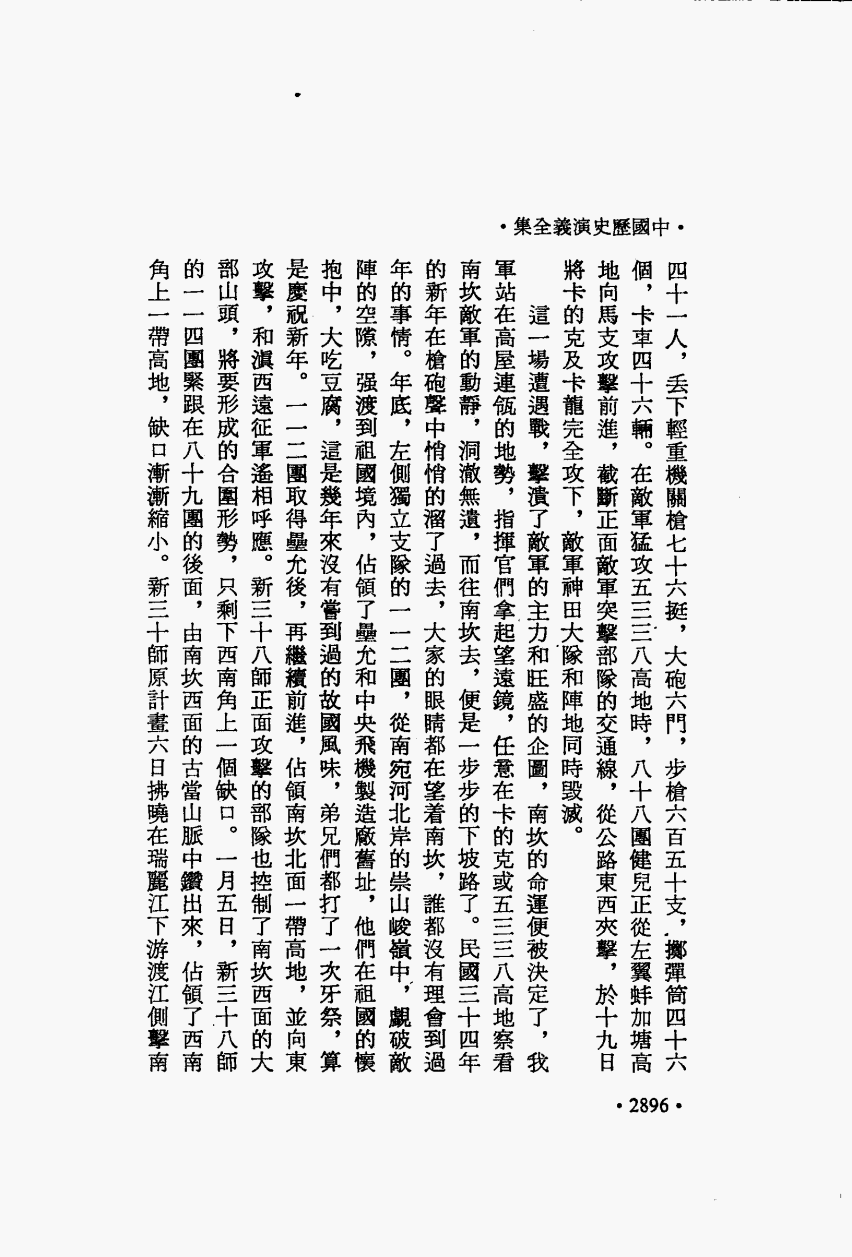 ·中國歷史演義全集·
四十一人，丟下輕重機關槍七十六挺，大砲六門，步槍六百五十支，擲彈筒四十六
個，卡車四十六輛。在敵軍猛攻五三三八高地時，八十八團健兒正從左翼蚌加塘高
地向馬支攻擊前進，截斷正面敵軍突擊部隊的交通線，從公路東西夾擊，於十九日
將卡的克及卡龍完全攻下，敵軍神田大隊和陣地同時毀滅。
這一場遭遇戰，擊潰了敵軍的主力和旺盛的企圖，南坎的命運便被決定了，我
軍站在高屋連瓴的地勢，指揮官們拿起望遠鏡，任意在卡的克或五三三八高地察看
南坎敵軍的動靜，洞澈無遺，而往南坎去，便是一步步的下坡路了。民國三十四年
的新年在槍砲聲中悄悄的溜了過去，大家的眼睛都在望着南坎，誰都沒有理會到過
年的事情。年底，左側獨立支隊的一一二團，從南宛河北岸的崇山峻嶺中，覷破敵
陣的空隙，强渡到祖國境內，佔領了壘允和中央飛機製造廠舊址，他們在祖國的懷
抱中，大吃豆腐，這是幾年來沒有嘗到過的故國風味，弟兄們都打了一次牙祭，算
是慶祝新年。一一二團取得壘允後，再繼續前進，佔領南坎北面一帶高地，並向東
攻擊，和滇西遠征軍遙相呼應。新三十八師正面攻擊的部隊也控制了南坎西面的大
部山頭，將要形成的合圍形勢，只剩下西南角上一個缺口。一月五日，新三十八師
的一一四團緊跟在八十九團的後面，由南坎西面的古當山脈中鑽出來，佔領了西南
角上一帶高地，缺口漸漸縮小。新三十師原計畫六日拂曉在瑞麗江下游渡江側擊南
·2896·